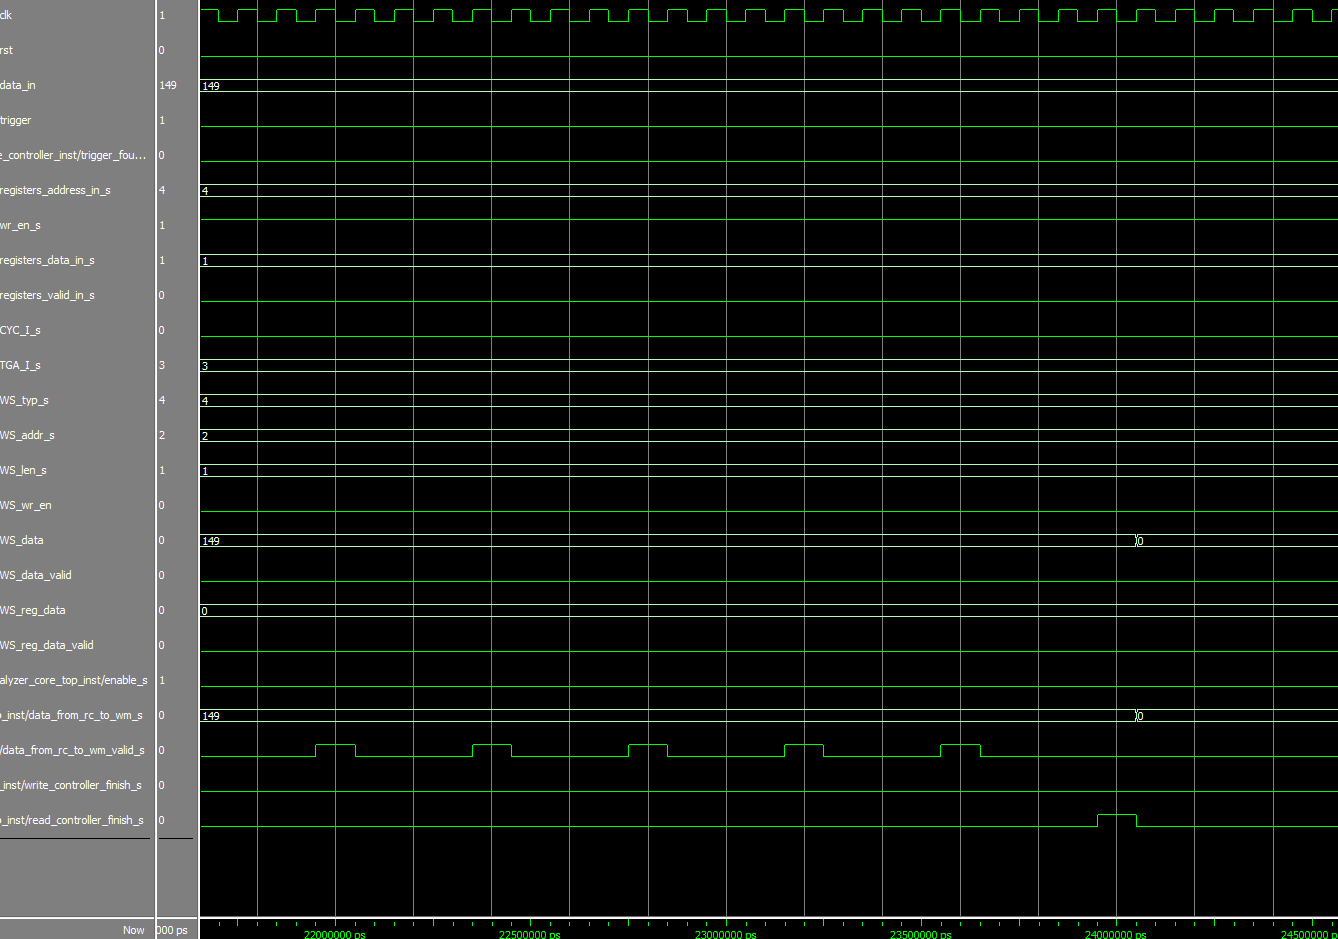 clk 1
rst 0
data_in 149 149
trigger 1
e_controller_inst/trigger_fou... 0
registers_address_in_s 4 4
wr_en_s 1
registers_data_in_s 1 1
registers_valid_in_s 0
CYC_I_s 0
TGA_I_s 3 3
WS_typ_s 4 4
WS_addr_s 2 2
WS_len_s 1 1
WS_wr_en 0
WS_data 0 149 0
WS_data_valid 0
WS_reg_data 0 0
WS_reg_data_valid 0
alyzer_core_top_inst/enable_s 1
o_inst/data_from_rc_to_wm_s 0 149 0
/data_from_rc_to_wm_valid_s 0
_inst/write_controller_finish_s 0
o_inst/read_controller_finish_s 0
Now 000 ps
22000000 ps 22500000 ps 23000000 ps 23500000 ps 24000000 ps 24500000 p